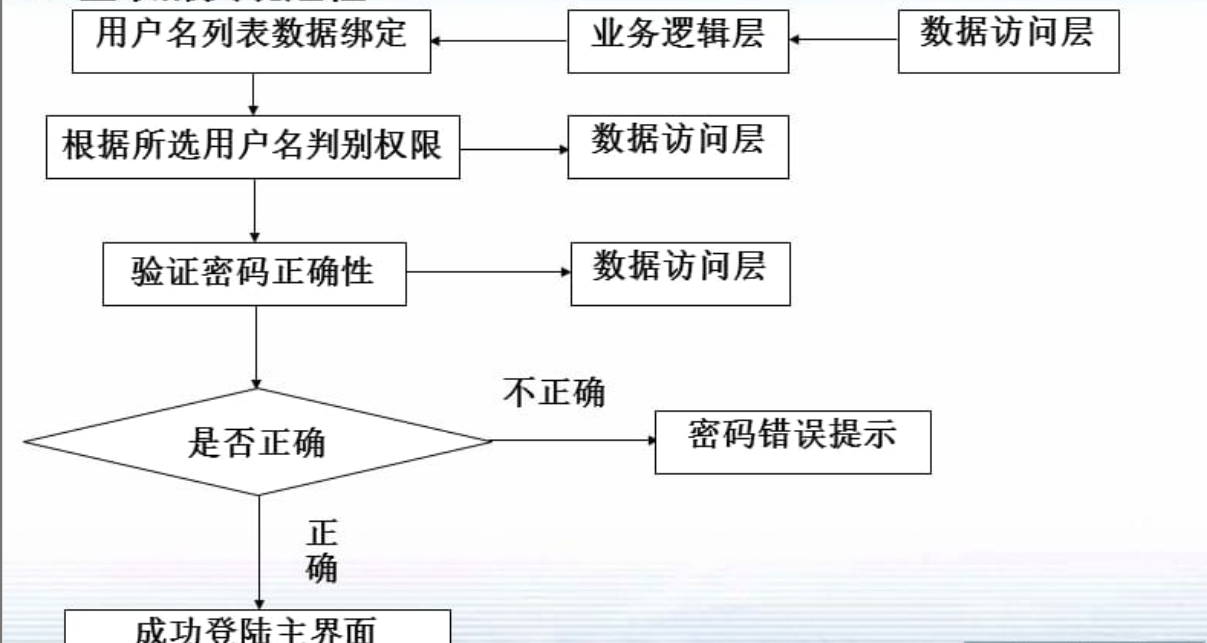 用户名列表数据绑定
业务逻辑层
数据访问层
根据所选用户名判别权限
数据访问层
验证密码正确性
数据访问层
不正确
是否正确
密码错误提示
正
确
成功登陆主界面